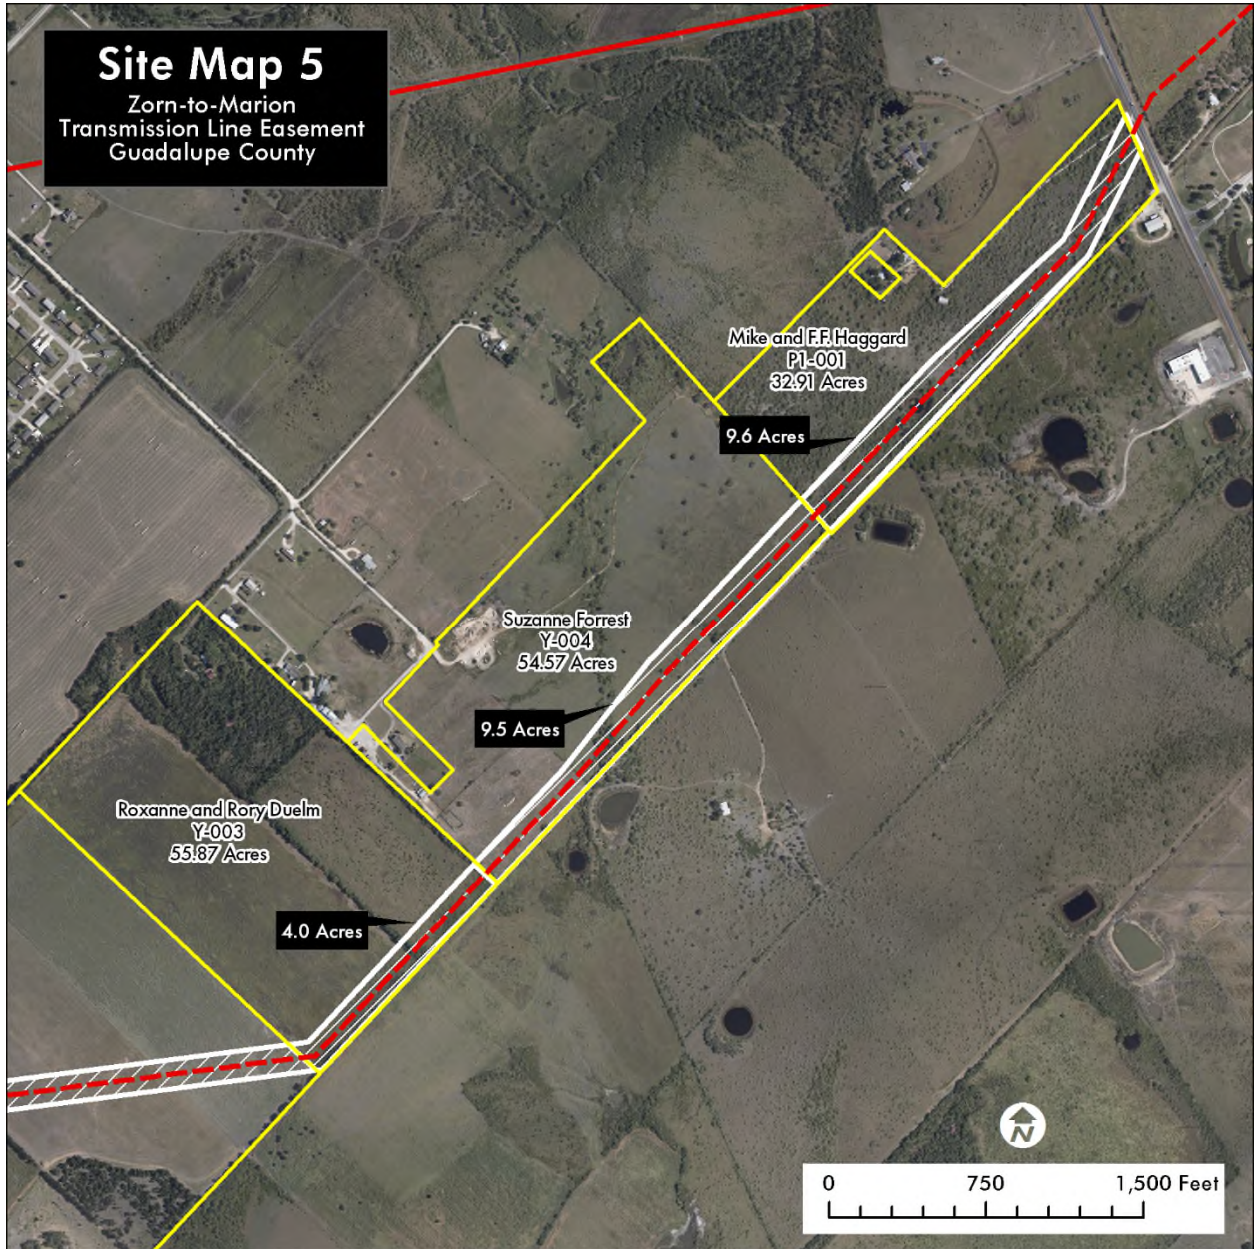 Site Map 5
Zorn-to-Marion
Transmission Line Easement
Guadalupe County
Mike and F.F. Haggard
P1-001
32.91 Acres
9.6 Acres
Suzanne Forrest
Y-004
54.57 Acres
9.5 Acres
Roxanne and Rory Duelm
Y-003
55.87 Acres
4.0 Acres
N
0 750 1,500 Feet